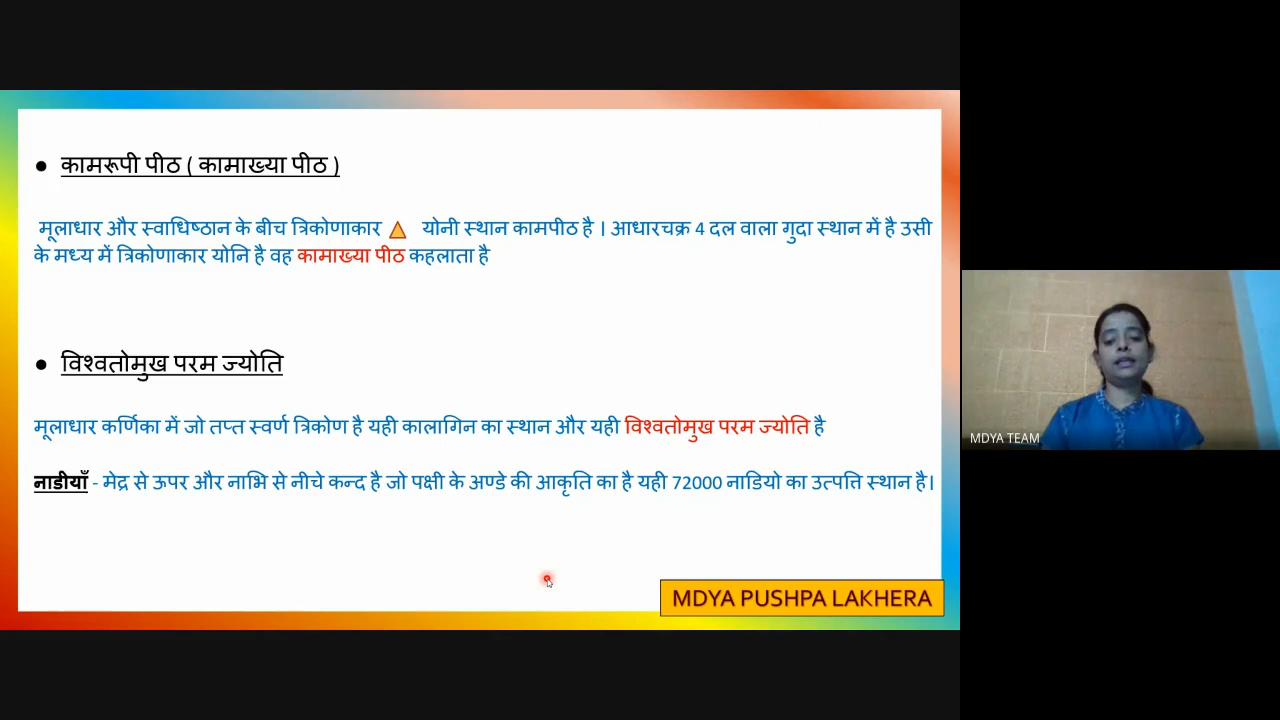 ● कामरूपी पीठ ( कामाख्या पीठ )
मूलाधार और स्वाधिष्ठान के बीच त्रिकोणाकार योनी स्थान कामपीठ है । आधारचक्र 4 दल वाला गुदा स्थान में है उसी
के मध्य में त्रिकोणाकार योनि है वह कामाख्या पीठ कहलाता है
● विश्वतोमुख परम ज्योति
मूलाधार कर्णिका में जो तप्त स्वर्ण त्रिकोण है यही कालागिन का स्थान और यही विश्वतोमुख परम ज्योति है
नाडीयाँ - मेद्र से ऊपर और नाभि से नीचे कन्द है जो पक्षी के अण्डे की आकृति का है यही 72000 नाडियो का उत्पत्ति स्थान है।
MDYA PUSHPA LAKHERA
MDYA TEAM